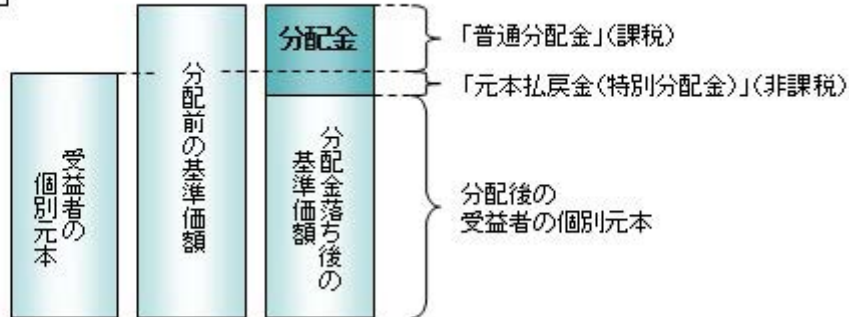 受益者の
個別元本
分配前の基準価額
分配金
分配金落ち後の
基準価額
「普通分配金」(課税)
「元本払戻金(特別分配金)」(非課税)
分配後の
受益者の個別元本